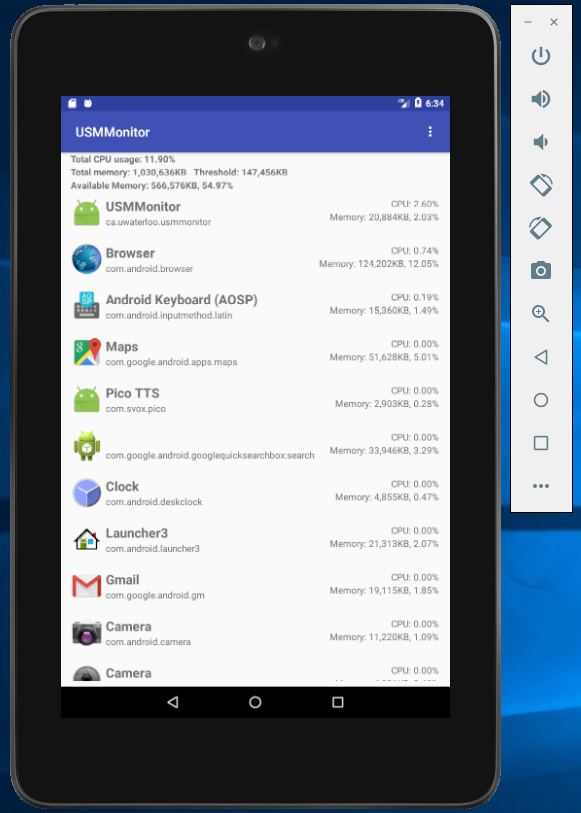 6:34
USMMonitor
Total CPU usage: 11.90%
Total memory: 1,030,636KB Threshold: 147,456KB
Available Memory: 566,576KB, 54.97%
USMMonitor
CPU: 2.60%
ca.uwaterloo.usmmonitor
Memory: 20,884KB, 2.03%
Browser
CPU: 0.74%
com.android.browser
Memory: 124,202KB, 12.05%
Android Keyboard (AOSP)
CPU: 0.19%
com.android.inputmethod.latin
Memory: 15,360KB, 1.49%
Maps
CPU: 0.00%
com.google.android.apps.maps
Memory: 51,628KB, 5.01%
Pico TTS
CPU: 0.00%
com.svox.pico
Memory: 2,903KB, 0.28%
CPU: 0.00%
com.google.android.googlequicksearchbox:search
Memory: 33,946KB, 3.29%
Clock
CPU: 0.00%
com.android.deskclock
Memory: 4,855KB, 0.47%
Launcher3
CPU: 0.00%
com.android.launcher3
Memory: 21,313KB, 2.07%
Gmail
CPU: 0.00%
com.google.android.gm
Memory: 19,115KB, 1.85%
Camera
CPU: 0.00%
com.android.camera
Memory: 11,220KB, 1.09%
Camera
CPU: 0.00%